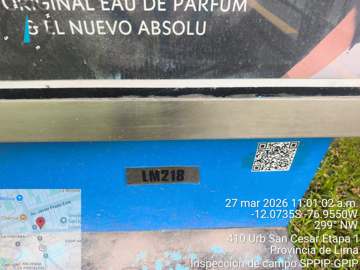 ORIGINAL EAU DE PARFUM
& EL NUEVO ABSOLU
LM218
27 mar 2026 11:01:02 a.m.
-12.0735S -76.9550W
299° NW
410 Urb San Cesar Etapa 1
Provincia de Lima
Inspección de campo SPPIP-GPIP